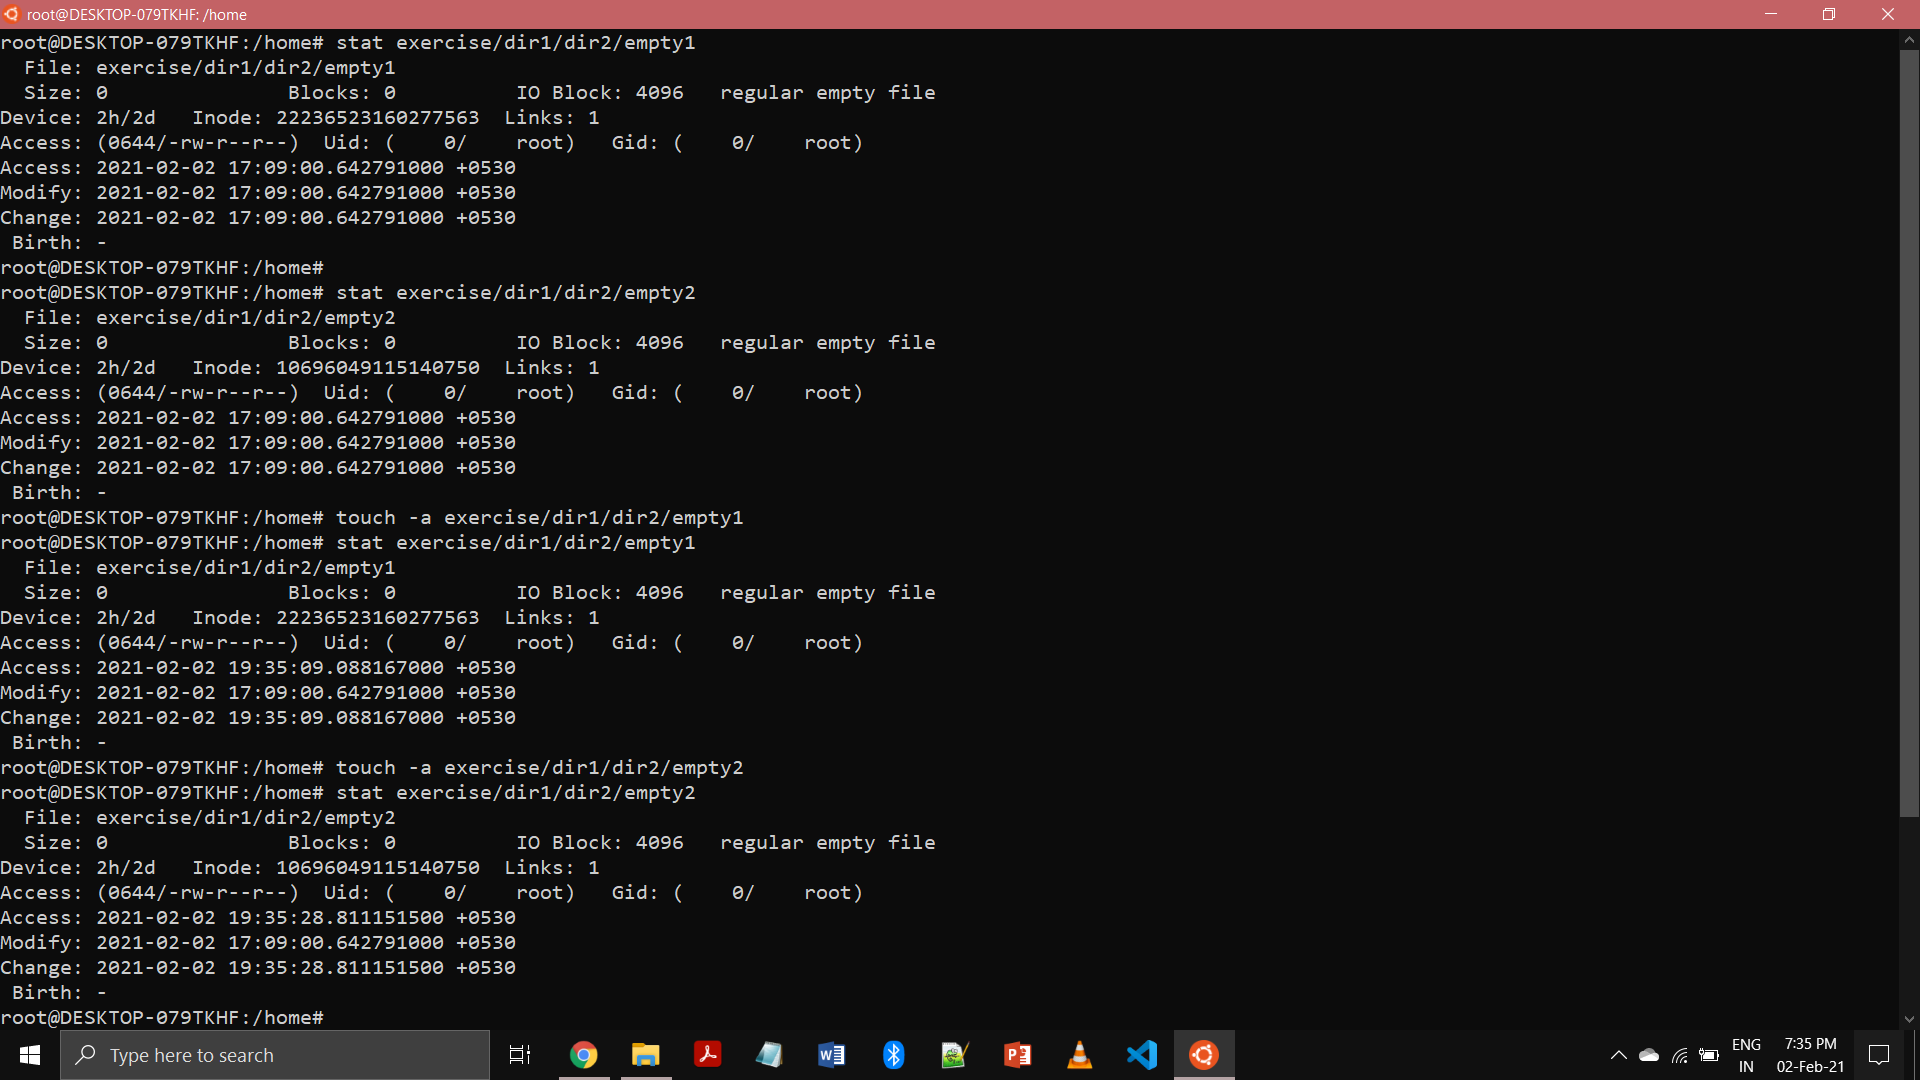 root@DESKTOP-079TKHF: /home
root@DESKTOP-079TKHF:/home# stat exercise/dir1/dir2/empty1
  File: exercise/dir1/dir2/empty1
  Size: 0               Blocks: 0          IO Block: 4096   regular empty file
Device: 2h/2d   Inode: 22236523160277563  Links: 1
Access: (0644/-rw-r--r--)  Uid: (    0/    root)   Gid: (    0/    root)
Access: 2021-02-02 17:09:00.642791000 +0530
Modify: 2021-02-02 17:09:00.642791000 +0530
Change: 2021-02-02 17:09:00.642791000 +0530
 Birth: -
root@DESKTOP-079TKHF:/home#
root@DESKTOP-079TKHF:/home# stat exercise/dir1/dir2/empty2
  File: exercise/dir1/dir2/empty2
  Size: 0               Blocks: 0          IO Block: 4096   regular empty file
Device: 2h/2d   Inode: 10696049115140750  Links: 1
Access: (0644/-rw-r--r--)  Uid: (    0/    root)   Gid: (    0/    root)
Access: 2021-02-02 17:09:00.642791000 +0530
Modify: 2021-02-02 17:09:00.642791000 +0530
Change: 2021-02-02 17:09:00.642791000 +0530
 Birth: -
root@DESKTOP-079TKHF:/home# touch -a exercise/dir1/dir2/empty1
root@DESKTOP-079TKHF:/home# stat exercise/dir1/dir2/empty1
  File: exercise/dir1/dir2/empty1
  Size: 0               Blocks: 0          IO Block: 4096   regular empty file
Device: 2h/2d   Inode: 22236523160277563  Links: 1
Access: (0644/-rw-r--r--)  Uid: (    0/    root)   Gid: (    0/    root)
Access: 2021-02-02 19:35:09.088167000 +0530
Modify: 2021-02-02 17:09:00.642791000 +0530
Change: 2021-02-02 19:35:09.088167000 +0530
 Birth: -
root@DESKTOP-079TKHF:/home# touch -a exercise/dir1/dir2/empty2
root@DESKTOP-079TKHF:/home# stat exercise/dir1/dir2/empty2
  File: exercise/dir1/dir2/empty2
  Size: 0               Blocks: 0          IO Block: 4096   regular empty file
Device: 2h/2d   Inode: 10696049115140750  Links: 1
Access: (0644/-rw-r--r--)  Uid: (    0/    root)   Gid: (    0/    root)
Access: 2021-02-02 19:35:28.811151500 +0530
Modify: 2021-02-02 17:09:00.642791000 +0530
Change: 2021-02-02 19:35:28.811151500 +0530
 Birth: -
root@DESKTOP-079TKHF:/home#
Type here to search
ENG
IN
7:35 PM
02-Feb-21